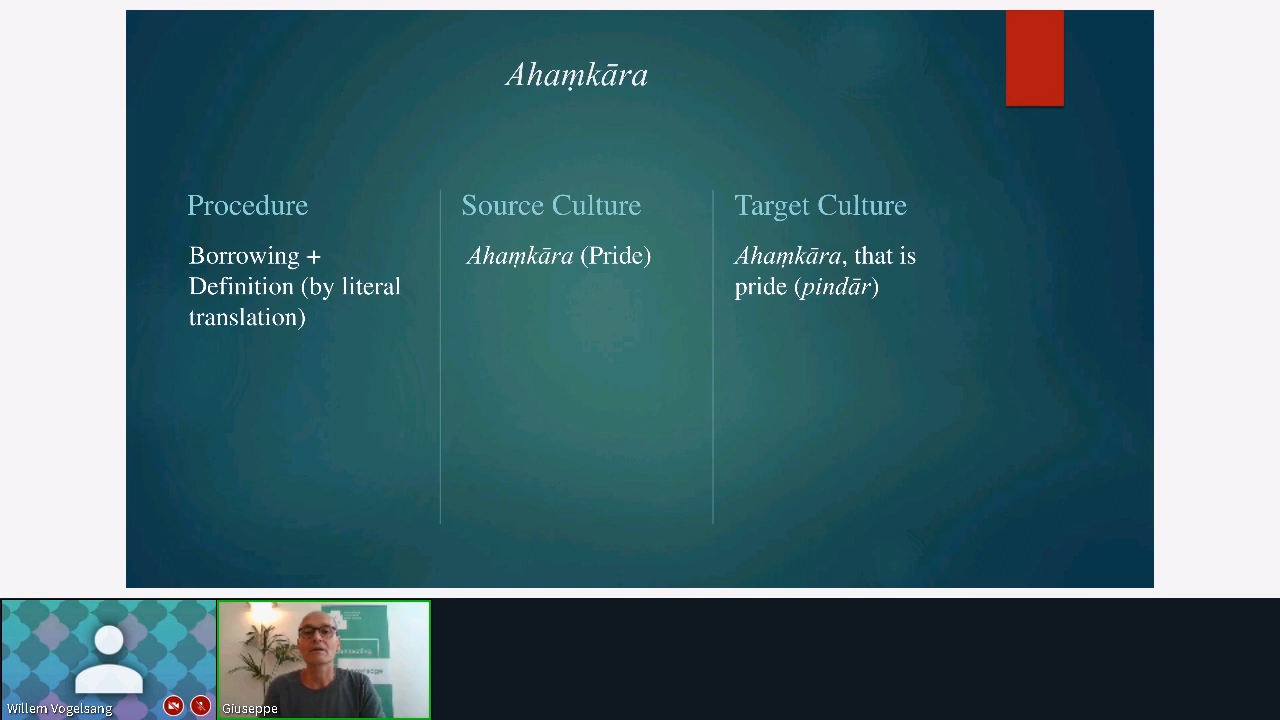 Ahaṃkāra
Procedure
Borrowing +
Definition (by literal
translation)
Source Culture
Ahaṃkāra (Pride)
Target Culture
Ahaṃkāra, that is
pride (pindār)
Willem Vogelsang
Giuseppe